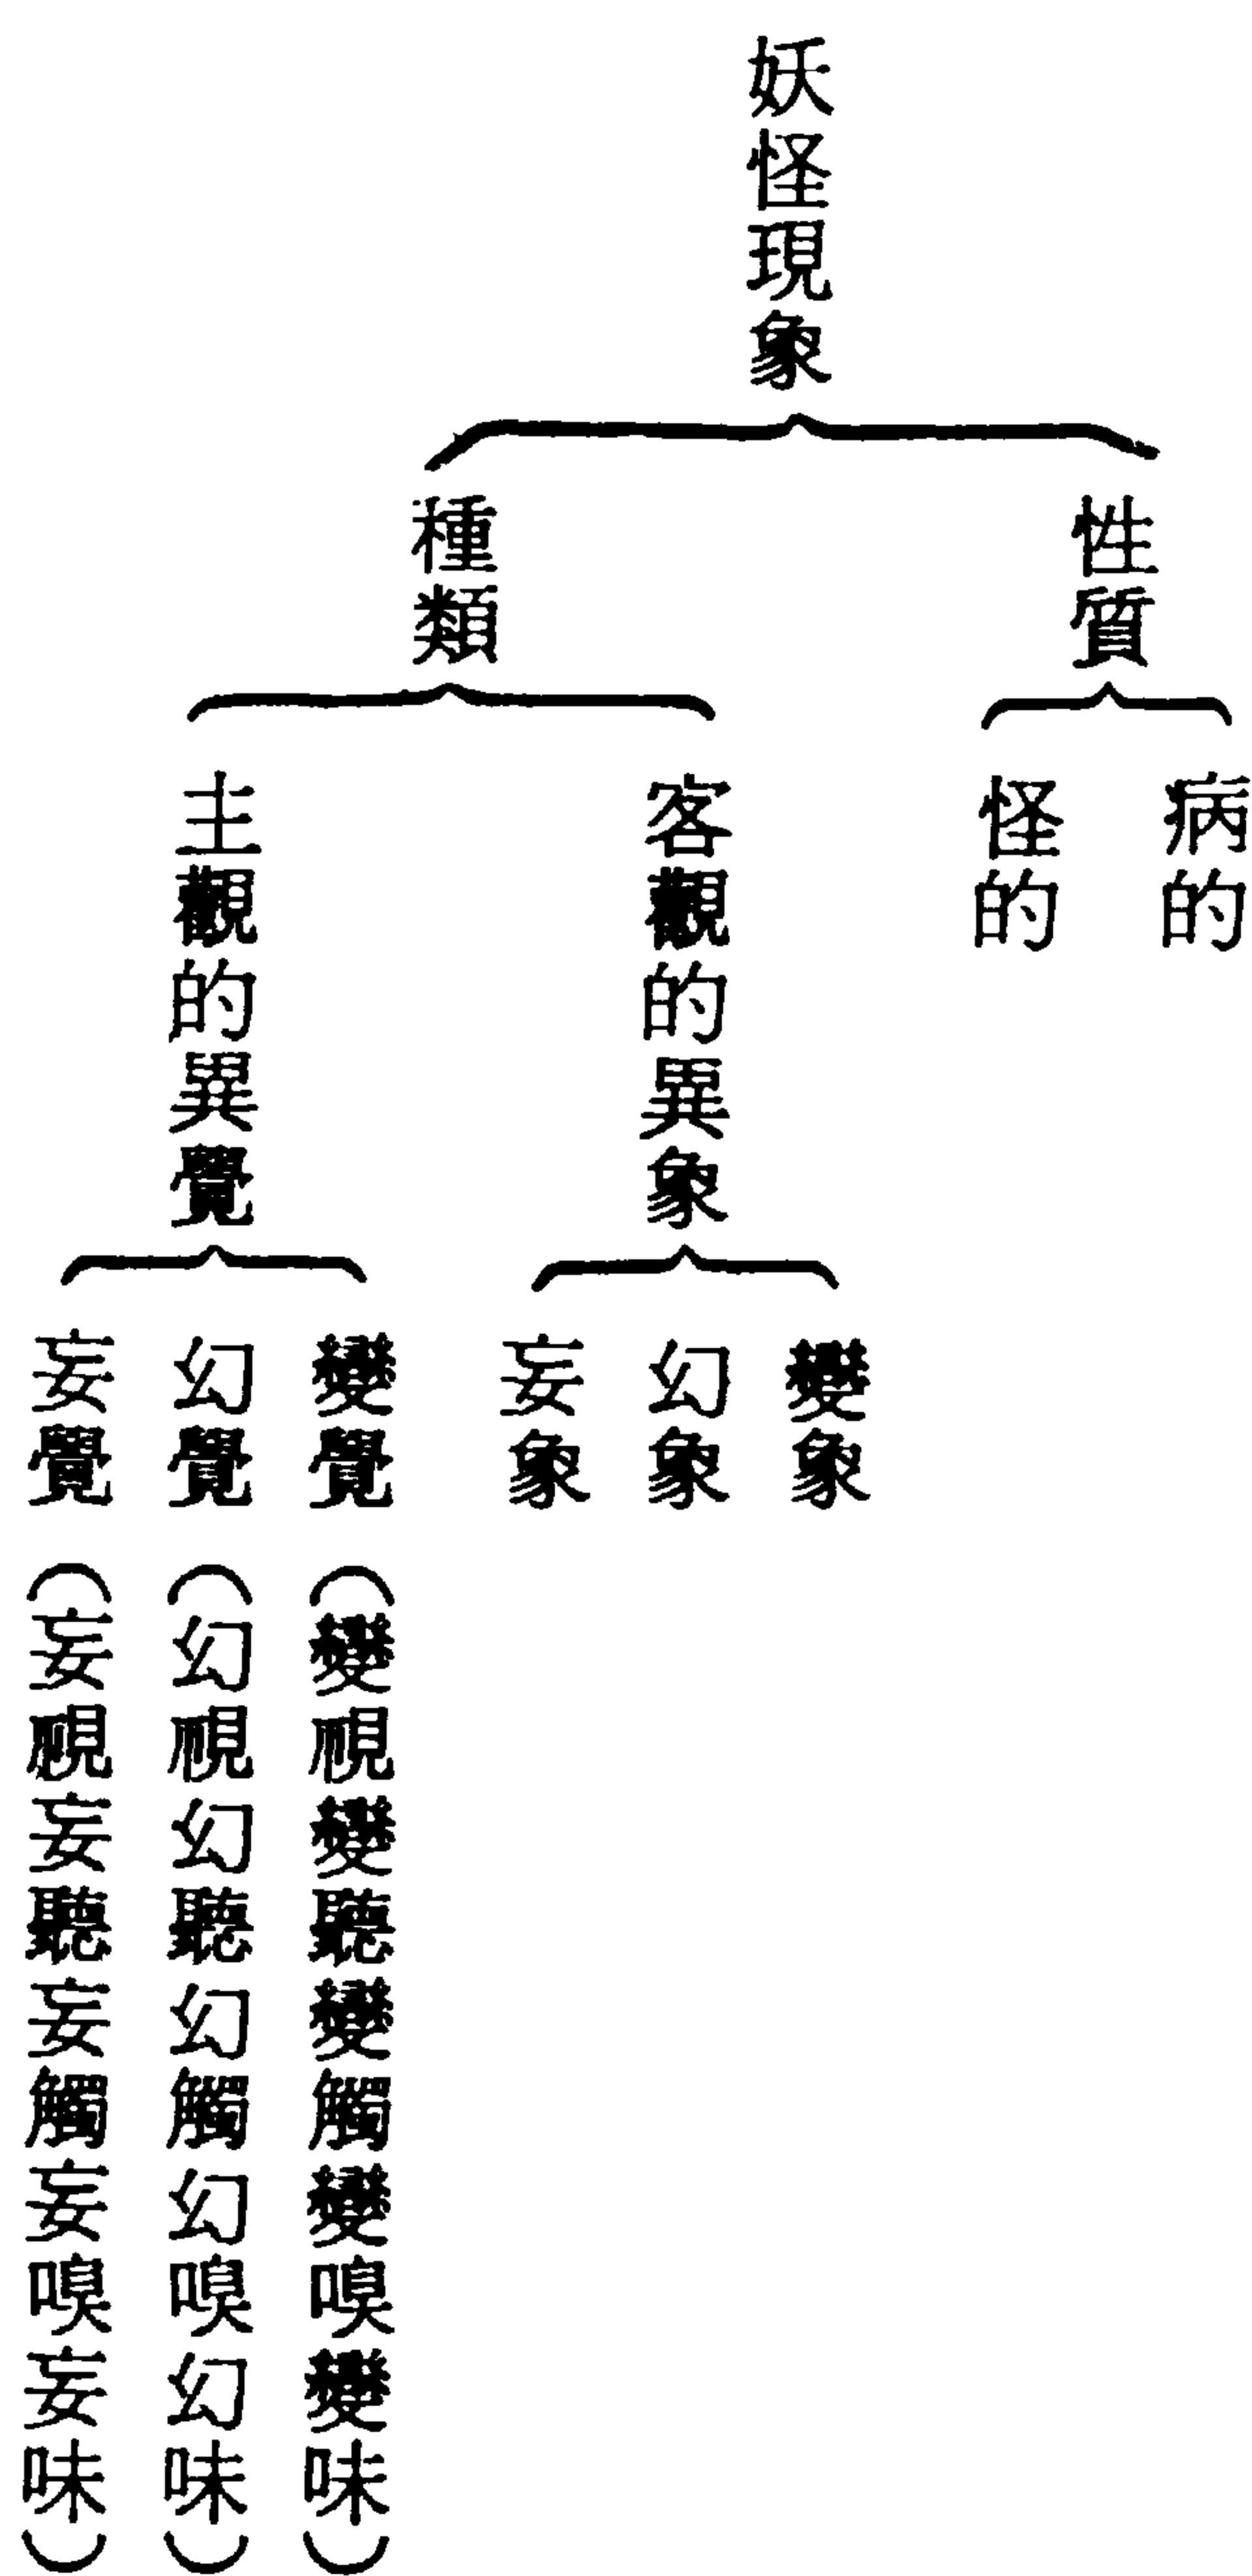 妖怪現象
性質
病的
怪的
種類
客觀的異象
變象
幻象
妄象
主觀的異覺
變覺(變視變聽變觸變嗅變味)
幻覺(幻視幻聽幻觸幻嗅幻味)
妄覺(妄視妄聽妄觸妄嗅妄味)